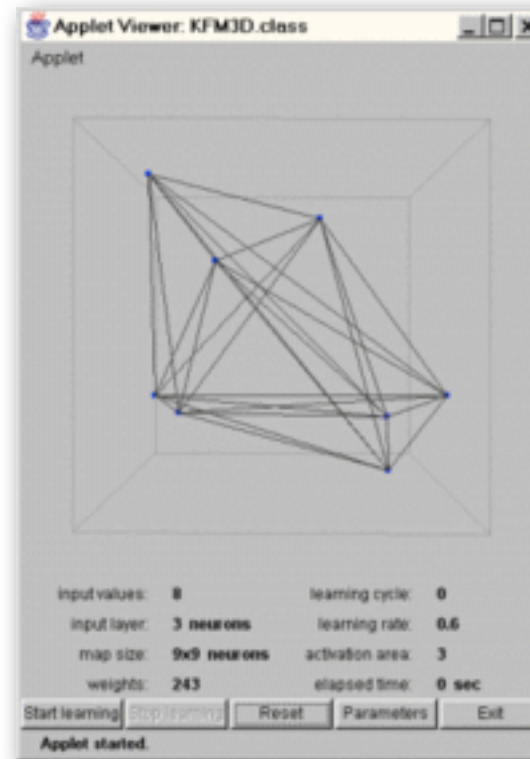 Applet Viewer: KFM3D.class
Applet
input values: 8 learning cycle: 0
input layer: 3 neurons learning rate: 0.6
map size: 9x9 neurons activation area: 3
weights: 243 elapsed time: 0 sec
Start learning Stop learning Reset Parameters Exit
Applet started.